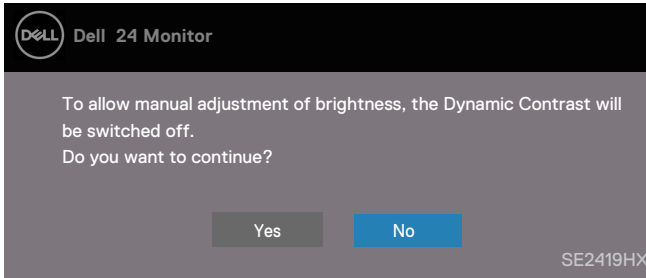 DELL Dell 24 Monitor
To allow manual adjustment of brightness, the Dynamic Contrast will
be switched off.
Do you want to continue?
Yes No
SE2419HX